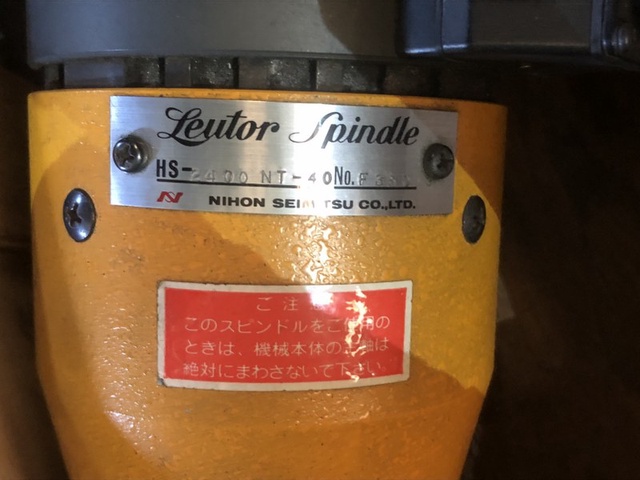 Leutor Spindle
HS-2400 NT-40 No.
NIHON SEIMITSU CO.,LTD.
ご注意
このスピンドルをご使用の
ときは、機械本体の主軸は
絶対にまわさないで下さい